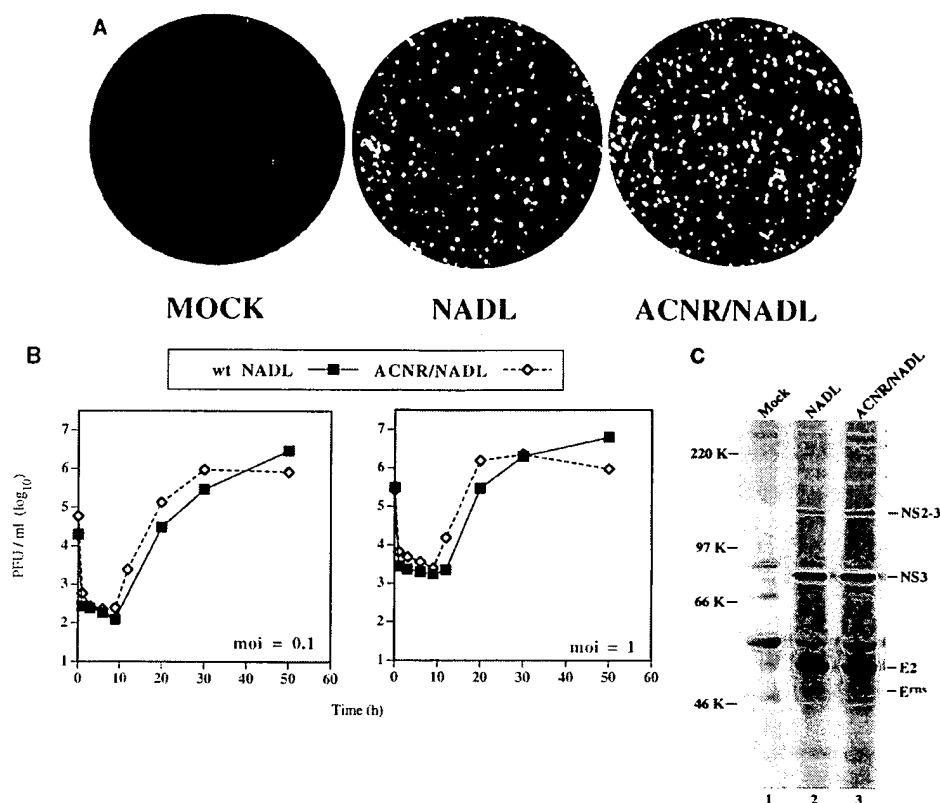 A
MOCK NADL ACNR/NADL
B
wt NADL ACNR/NADL
PFU / ml (log10)
7
6
5
4
3
2
1
0 10 20 30 40 50 60
moi = 0.1
7
6
5
4
3
2
1
0 10 20 30 40 50 60
moi = 1
Time (h)
C
Mock NADL ACNR/NADL
220 K
97 K
66 K
46 K
NS2-3
NS3
E2
Erns
1 2 3